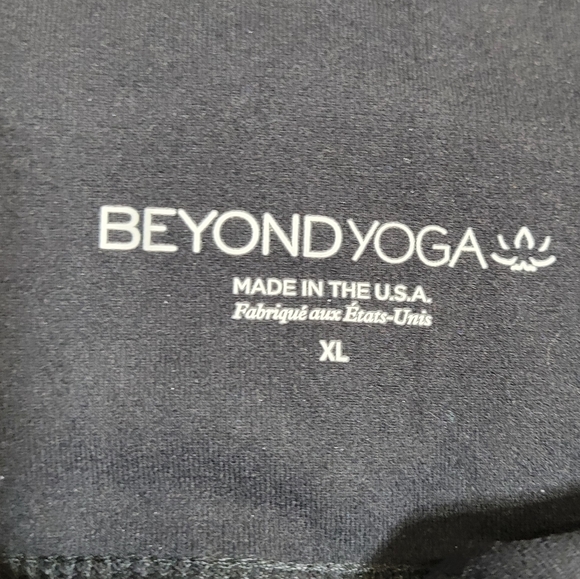 BEYOND YOGA
MADE IN THE U.S.A.
Fabriqué aux États-Unis
XL